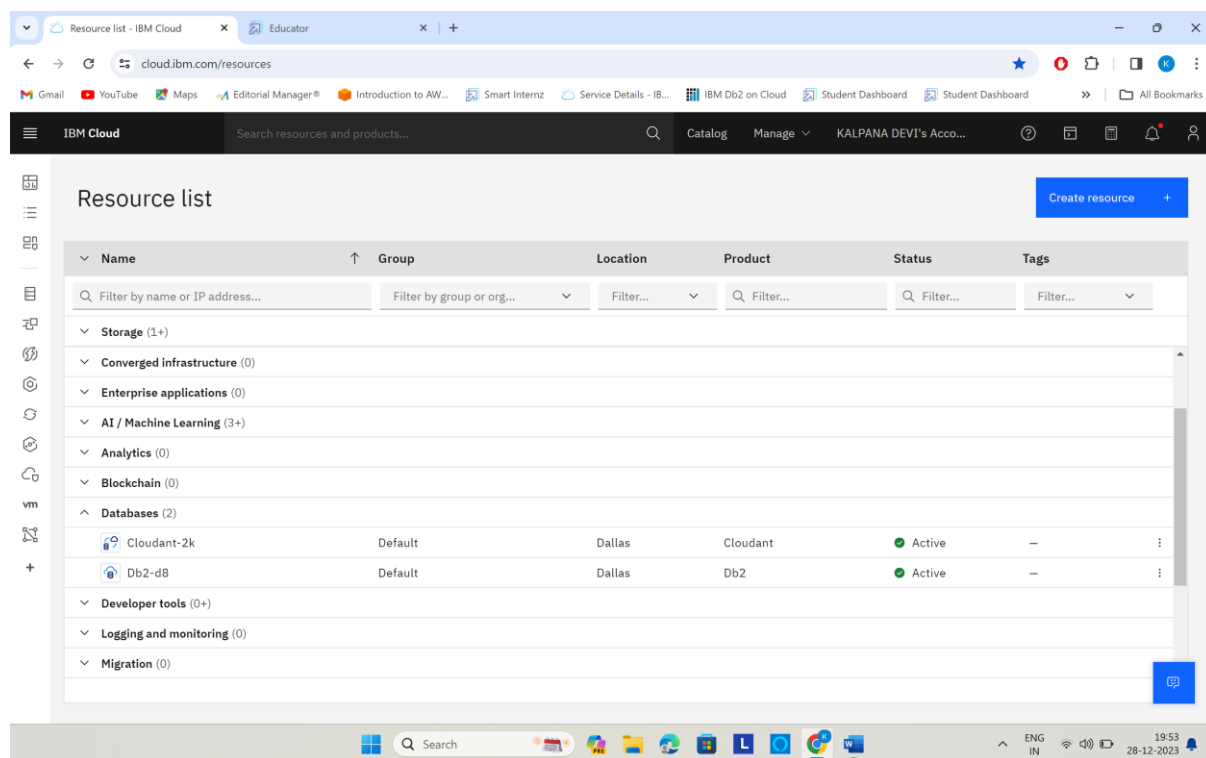 Resource list - IBM Cloud
Educator
cloud.ibm.com/resources
K
Gmail YouTube Maps Editorial Manager® Introduction to AW... Smart Internz Service Details - IB... IBM Db2 on Cloud Student Dashboard Student Dashboard » All Bookmarks
IBM Cloud Search resources and products... Catalog Manage KALPANA DEVI's Acco...
Resource list
Create resource +
Name Group Location Product Status Tags
Filter by name or IP address... Filter by group or org... Filter... Filter... Filter... Filter...
Storage (1+)
Converged infrastructure (0)
Enterprise applications (0)
AI / Machine Learning (3+)
Analytics (0)
Blockchain (0)
vm
Databases (2)
Cloudant-2k Default Dallas Cloudant Active –
Db2-d8 Default Dallas Db2 Active –
Developer tools (0+)
Logging and monitoring (0)
Migration (0)
Search
L
ENG
IN
19:53
28-12-2023